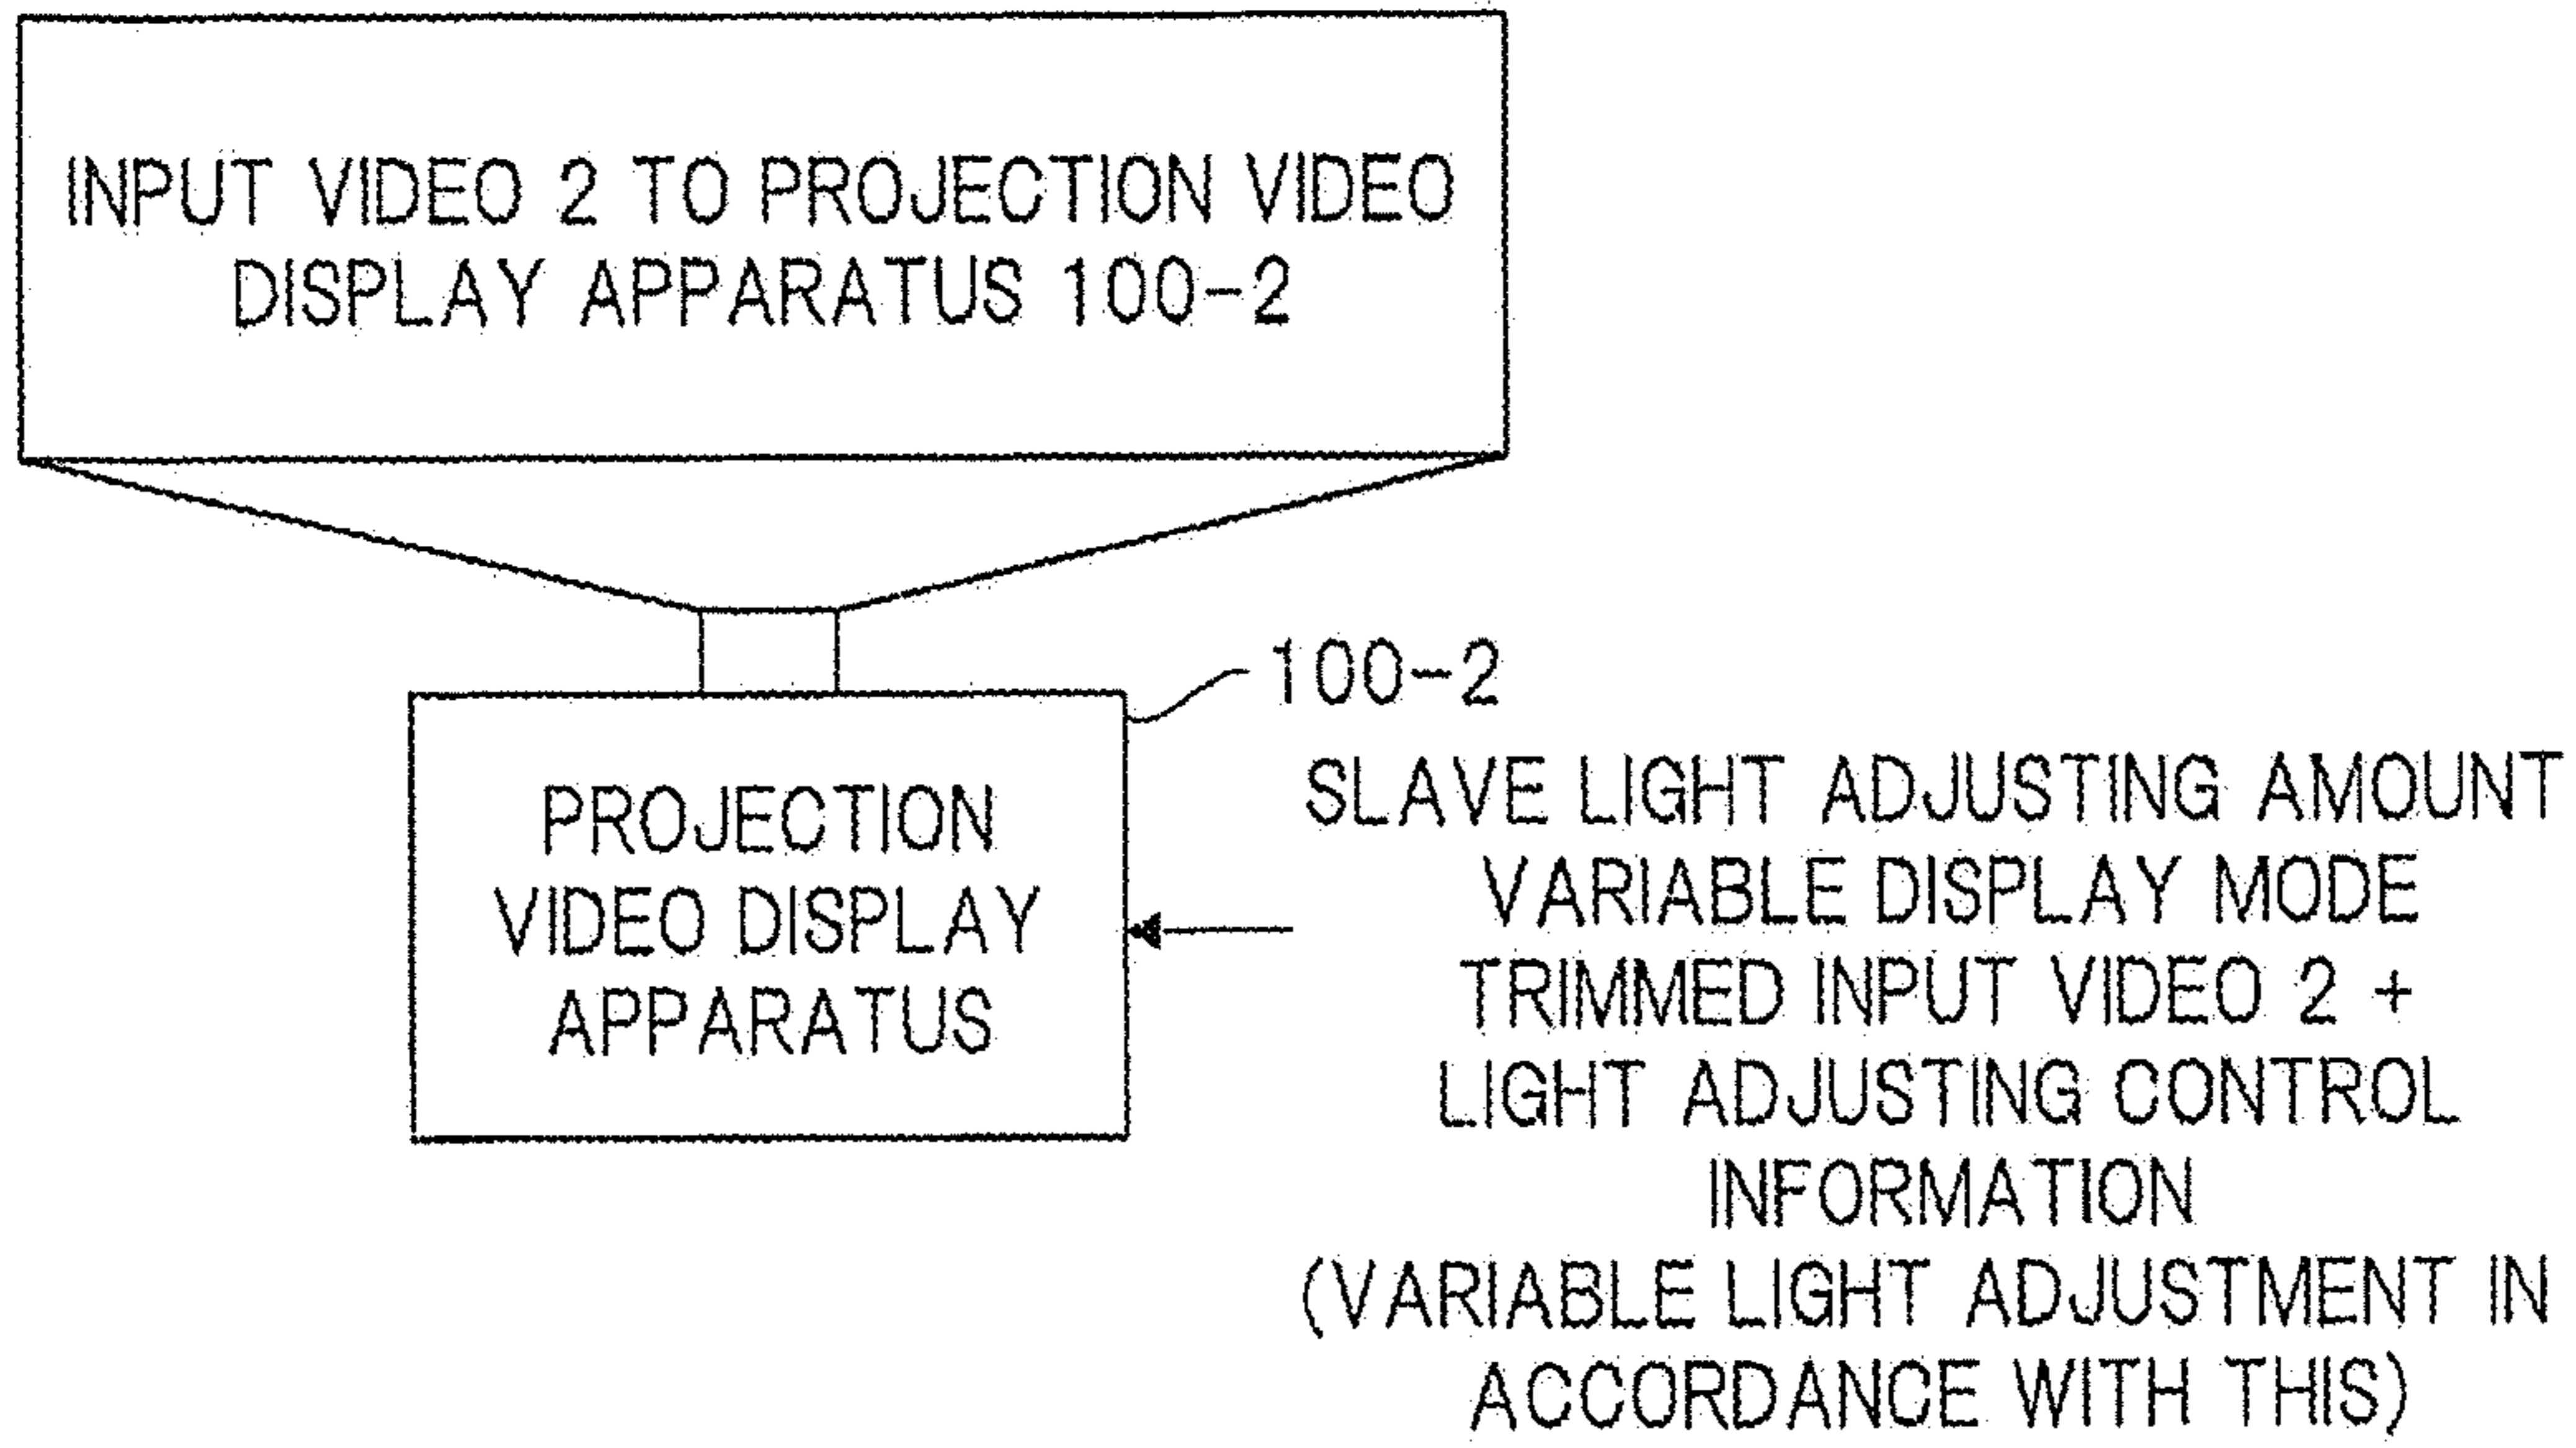 INPUT VIDEO 2 TO PROJECTION VIDEO
DISPLAY APPARATUS 100-2
100-2
PROJECTION
VIDEO DISPLAY
APPARATUS
SLAVE LIGHT ADJUSTING AMOUNT
VARIABLE DISPLAY MODE
TRIMMED INPUT VIDEO 2 +
LIGHT ADJUSTING CONTROL
INFORMATION
(VARIABLE LIGHT ADJUSTMENT IN
ACCORDANCE WITH THIS)